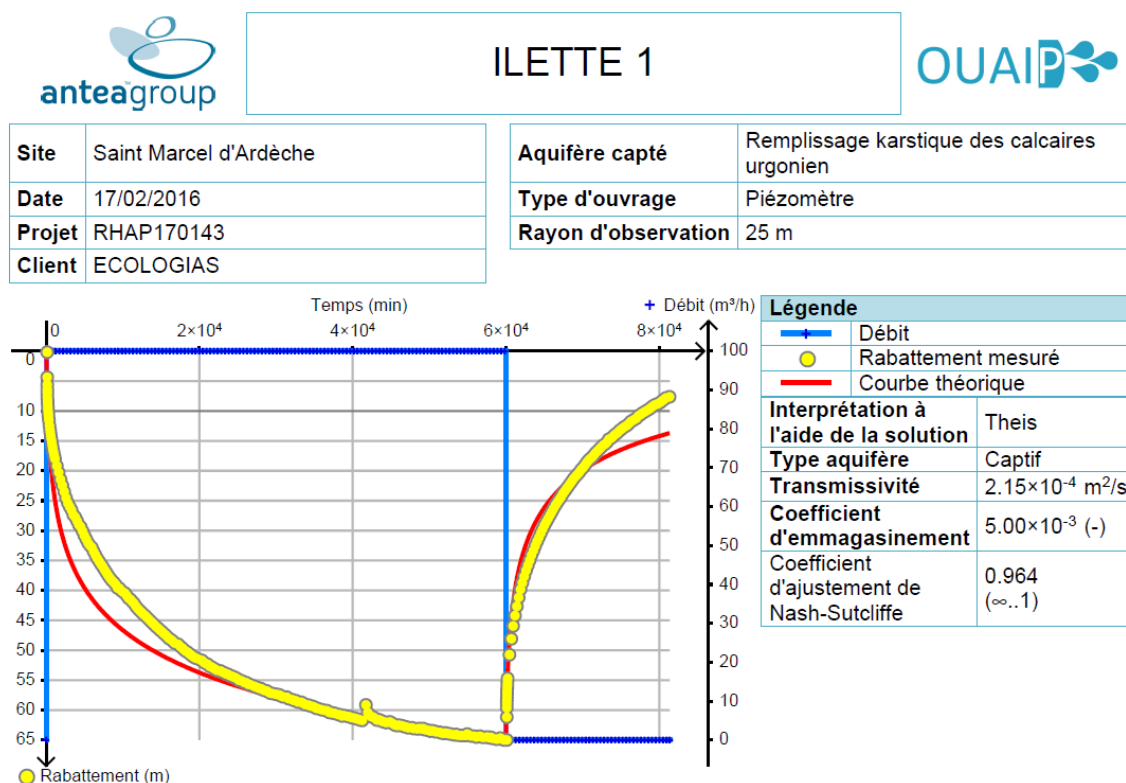 anteagroup
ILETTE 1
OUAIP
Site Saint Marcel d'Ardèche
Date 17/02/2016
Projet RHAP170143
Client ECOLOGIAS
Aquifère capté Remplissage karstique des calcaires
urgonien
Type d'ouvrage Piézomètre
Rayon d'observation 25 m
Temps (min)
+ Débit (m³/h)
0 2×10⁴ 4×10⁴ 6×10⁴ 8×10⁴
0
10
15
20
25
30
35
40
45
50
55
60
65
100
90
80
70
60
50
40
30
20
10
0
Rabattement (m)
Légende
Débit
Rabattement mesuré
Courbe théorique
Interprétation à
l'aide de la solution Theis
Type aquifère Captif
Transmissivité 2.15×10⁻⁴ m²/s
Coefficient
d'emmagasinement 5.00×10⁻³ (-)
Coefficient
d'ajustement de
Nash-Sutcliffe
0.964
(∞..1)